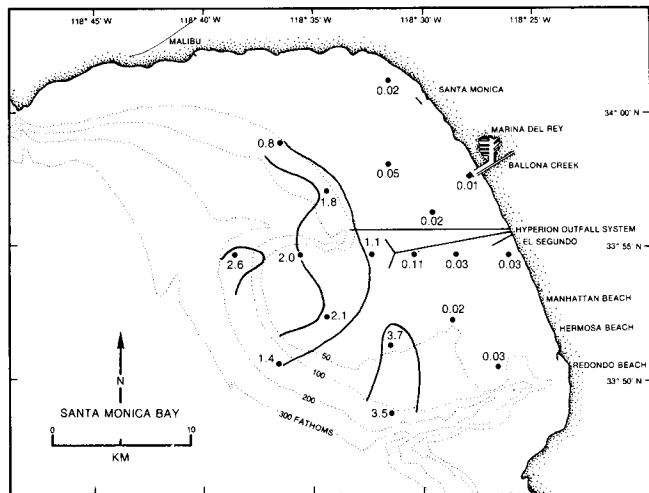 118° 45'W
118° 40'W
118° 35'W
118° 30'W
118° 25'W
MALIBU
0.02
SANTA MONICA
34° 00' N
MARINA DEL REY
0.8
BALLONA CREEK
0.05
0.01
1.8
0.02
HYPERION OUTFALL SYSTEM
EL SEGUNDO
33° 55' N
1.1
2.6
2.0
0.11
0.03
0.03
MANHATTAN BEACH
2.1
0.02
HERMOSA BEACH
3.7
50
1.4
100
0.03
REDONDO BEACH
33° 50' N
N
200
300 FATHOMS
3.5
SANTA MONICA BAY
0
10
KM